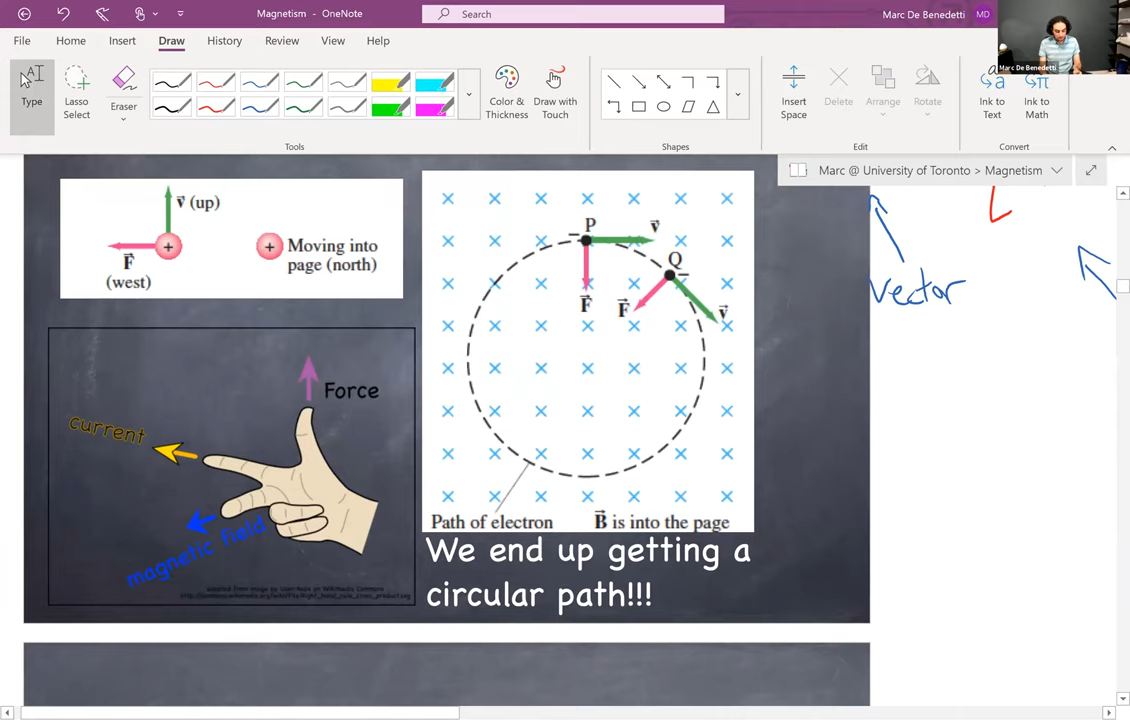 Magnetism - OneNote
Search
Marc De Benedetti
MD
Marc De Benedetti
File
Home
Insert
Draw
History
Review
View
Help
Type
Lasso
Select
Eraser
Color &
Thickness
Draw with
Touch
Insert
Space
Delete
Arrange
Rotate
Ink to
Text
Ink to
Math
Tools
Shapes
Edit
Convert
Marc @ University of Toronto > Magnetism
v (up)
F
(west)
+
+
Moving into
page (north)
P
v
Q
F
F
v
vector
current
Force
magnetic field
Path of electron
B is into the page
We end up getting a
circular path!!!